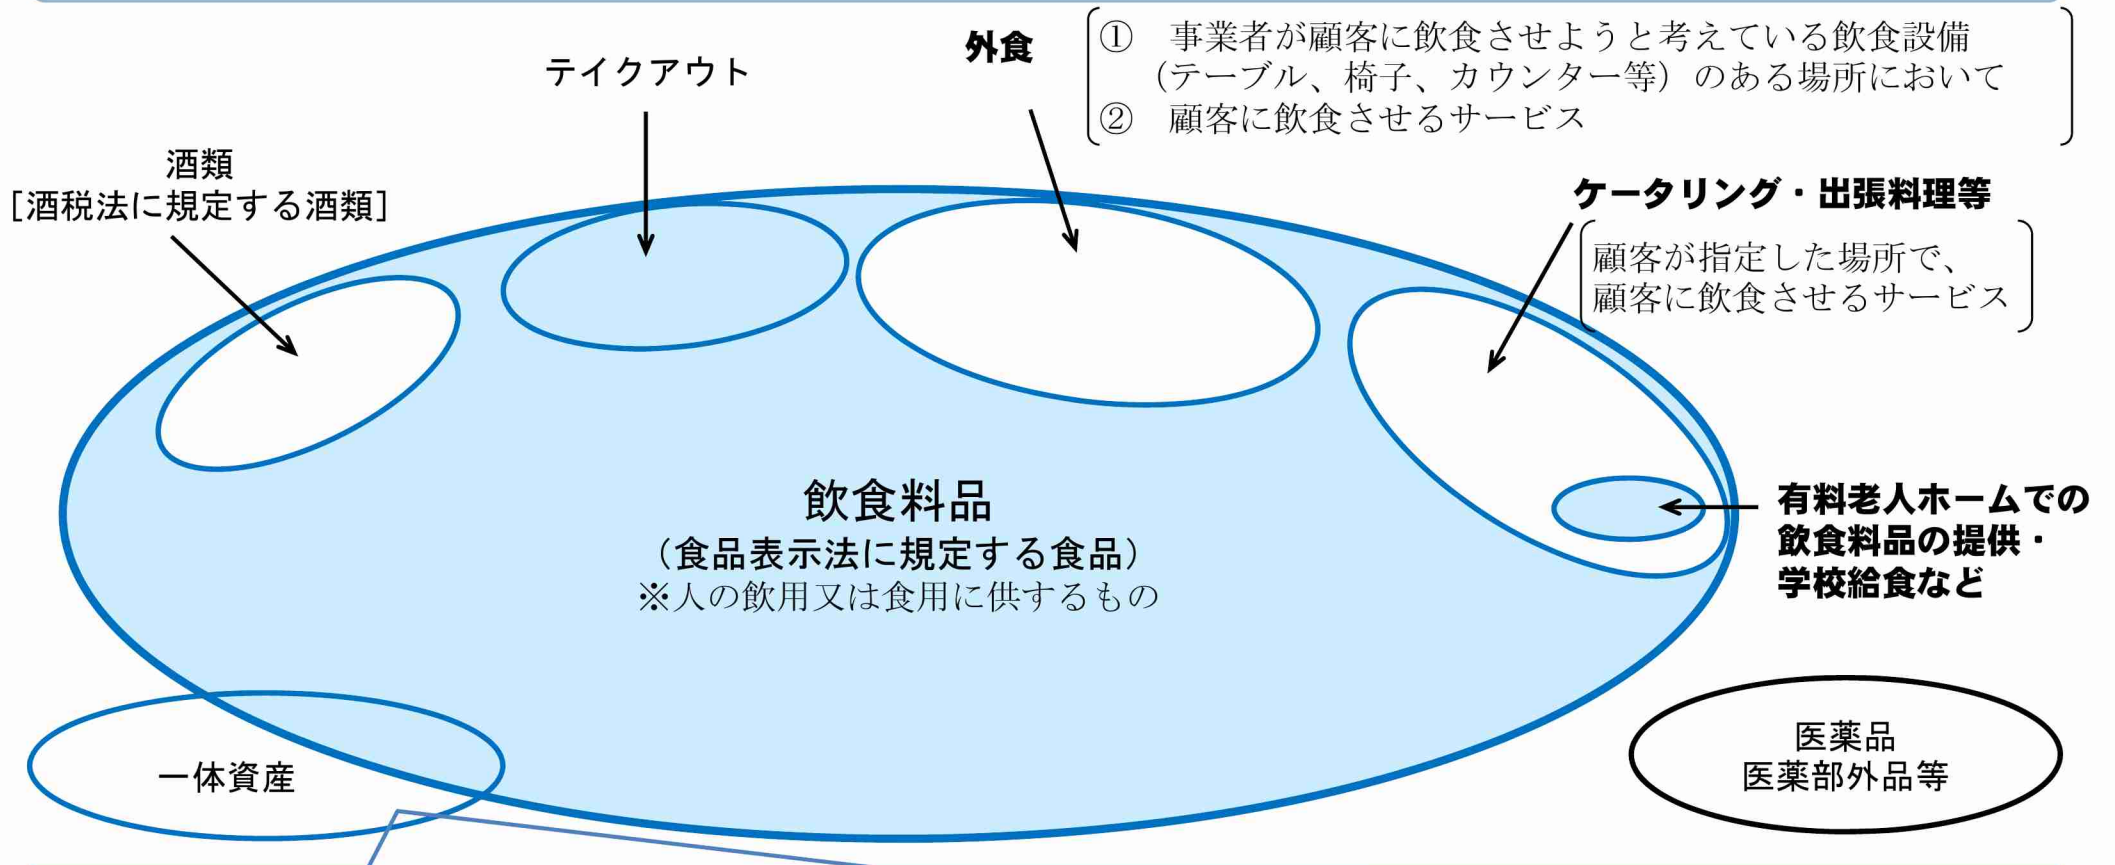 外食
① 事業者が顧客に飲食させようと考えている飲食設備
（テーブル、椅子、カウンター等）のある場所において
② 顧客に飲食させるサービス
テイクアウト
酒類
[酒税法に規定する酒類]
ケータリング・出張料理等
顧客が指定した場所で、
顧客に飲食させるサービス
飲食料品
（食品表示法に規定する食品）
※人の飲用又は食用に供するもの
有料老人ホームでの
飲食料品の提供・
学校給食など
一体資産
医薬品
医薬部外品等